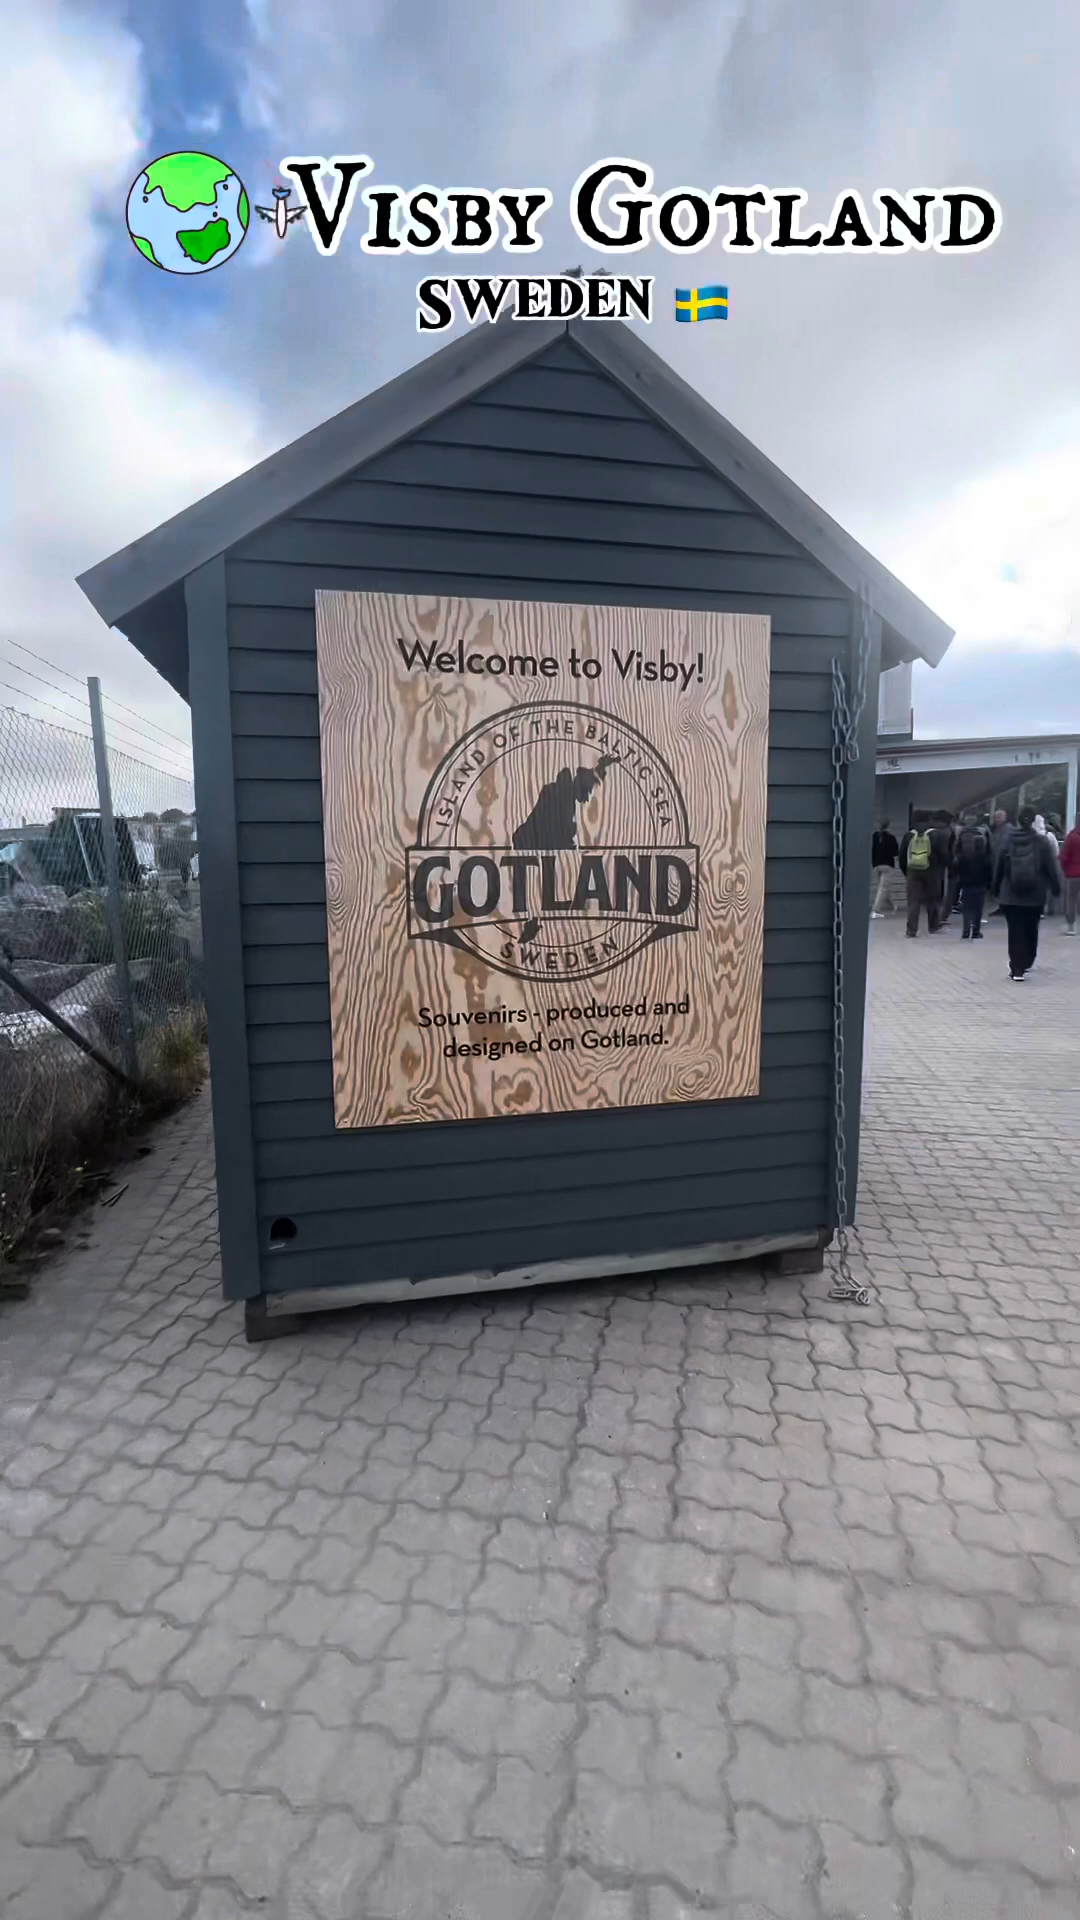 Visby Gotland
Sweden
Welcome to Visby!
ISLAND OF THE BALTIC SEA
GOTLAND
SWEDEN
Souvenirs - produced and
designed on Gotland.